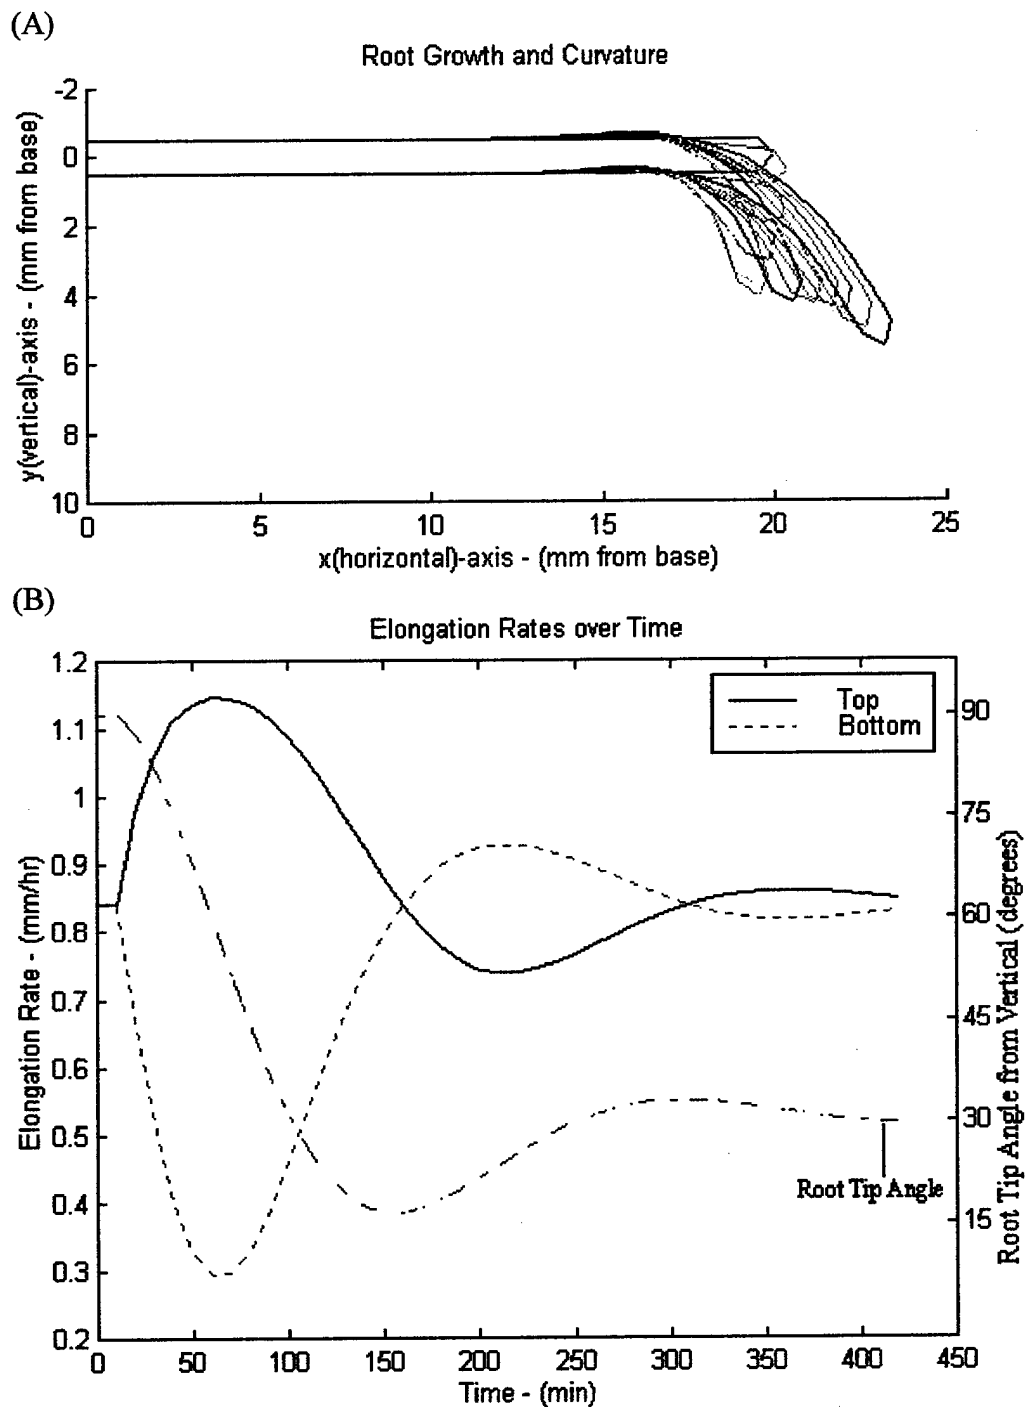 (A)
Root Growth and Curvature
y(vertical)-axis - (mm from base)
-2
0
2
4
6
8
10
0 5 10 15 20 25
x(horizontal)-axis - (mm from base)
(B)
Elongation Rates over Time
Elongation Rate - (mm/hr)
1.2
1.1
1
0.9
0.8
0.7
0.6
0.5
0.4
0.3
0.2
Top
Bottom
90
75
60
45
30
15
Root Tip Angle from Vertical (degrees)
Root Tip Angle
0 50 100 150 200 250 300 350 400 450
Time - (min)